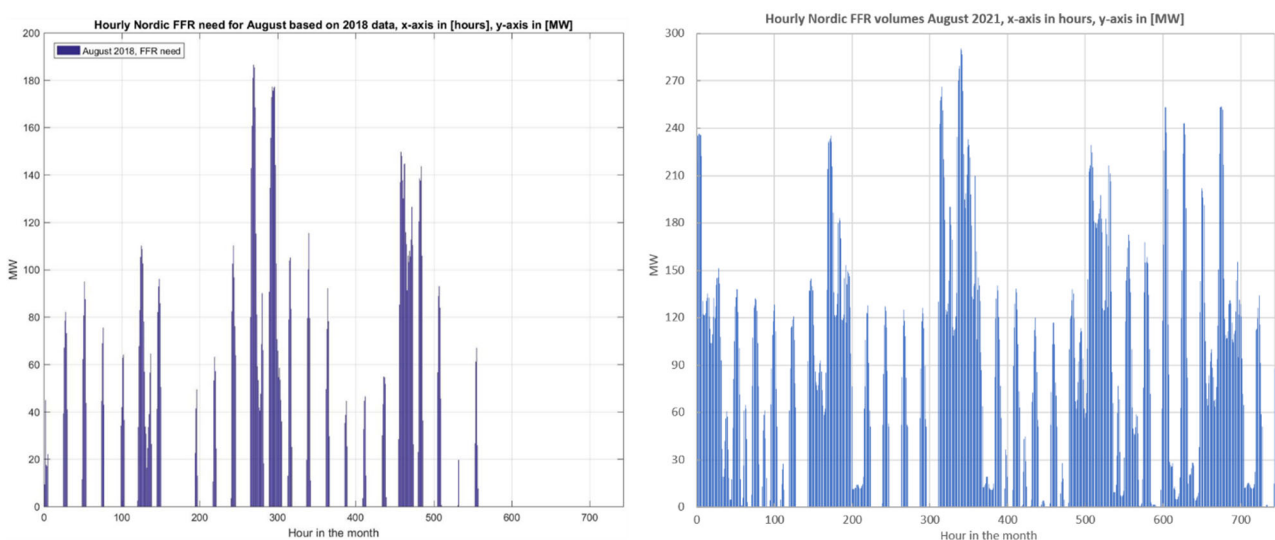 Hourly Nordic FFR need for August based on 2018 data, x-axis in [hours], y-axis in [MW]
200
180
160
140
120
100
80
60
40
20
0
August 2018, FFR need
MW
0 100 200 300 400 500 600 700
Hour in the month
Hourly Nordic FFR volumes August 2021, x-axis in hours, y-axis in [MW]
300
270
240
210
180
150
120
90
60
30
0
MW
0 100 200 300 400 500 600 700
Hour in the month